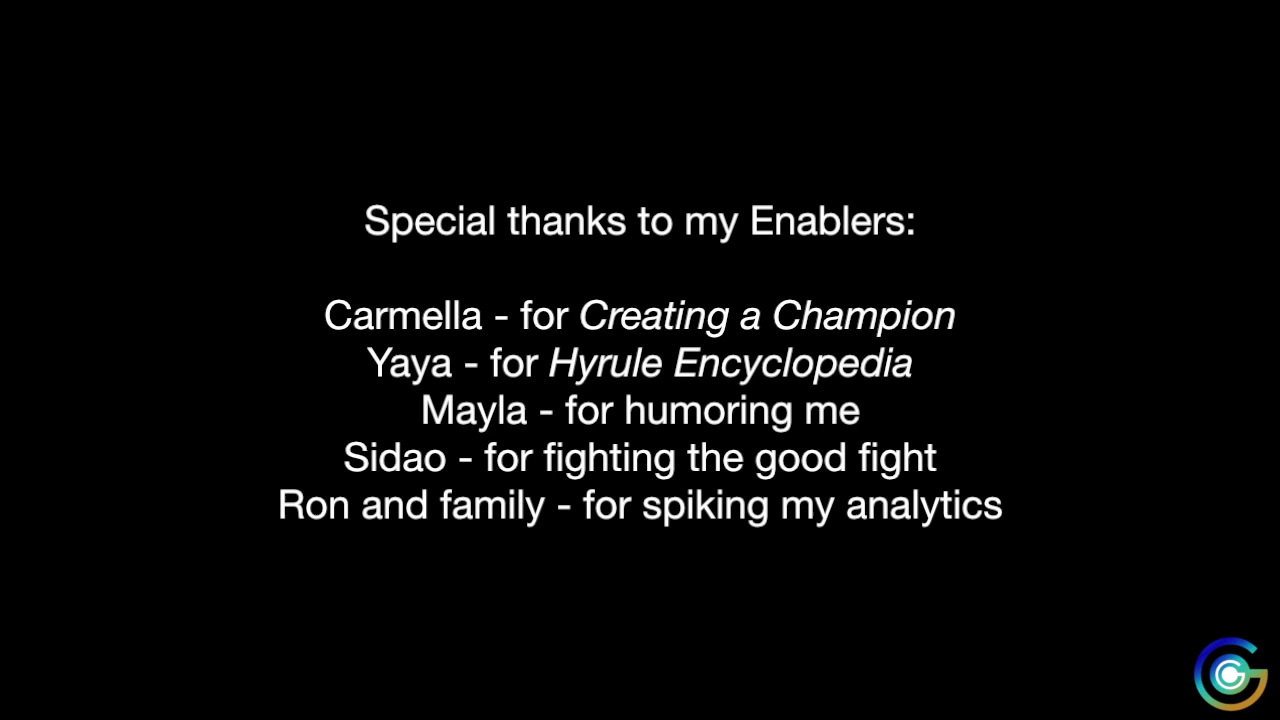 Special thanks to my Enablers:
Carmella - for Creating a Champion
Yaya - for Hyrule Encyclopedia
Mayla - for humoring me
Sidao - for fighting the good fight
Ron and family - for spiking my analytics